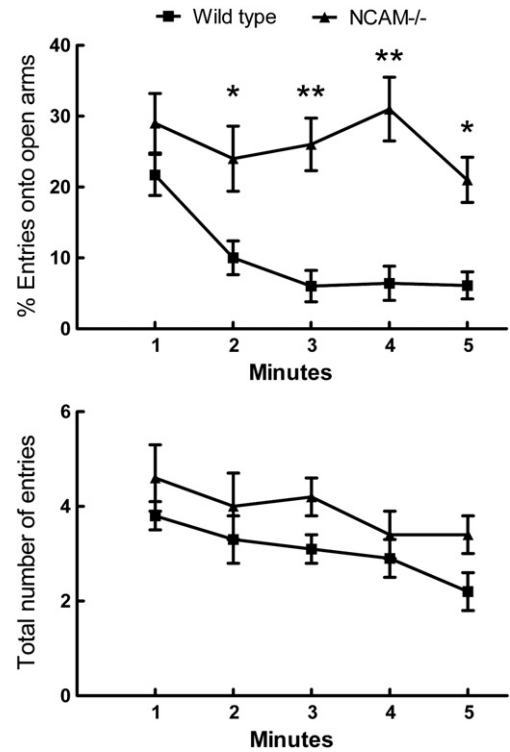 Wild type NCAM-/-
% Entries onto open arms
40
30
20
10
0
* ** ** *
1 2 3 4 5
Minutes
Total number of entries
6
4
2
0
1 2 3 4 5
Minutes